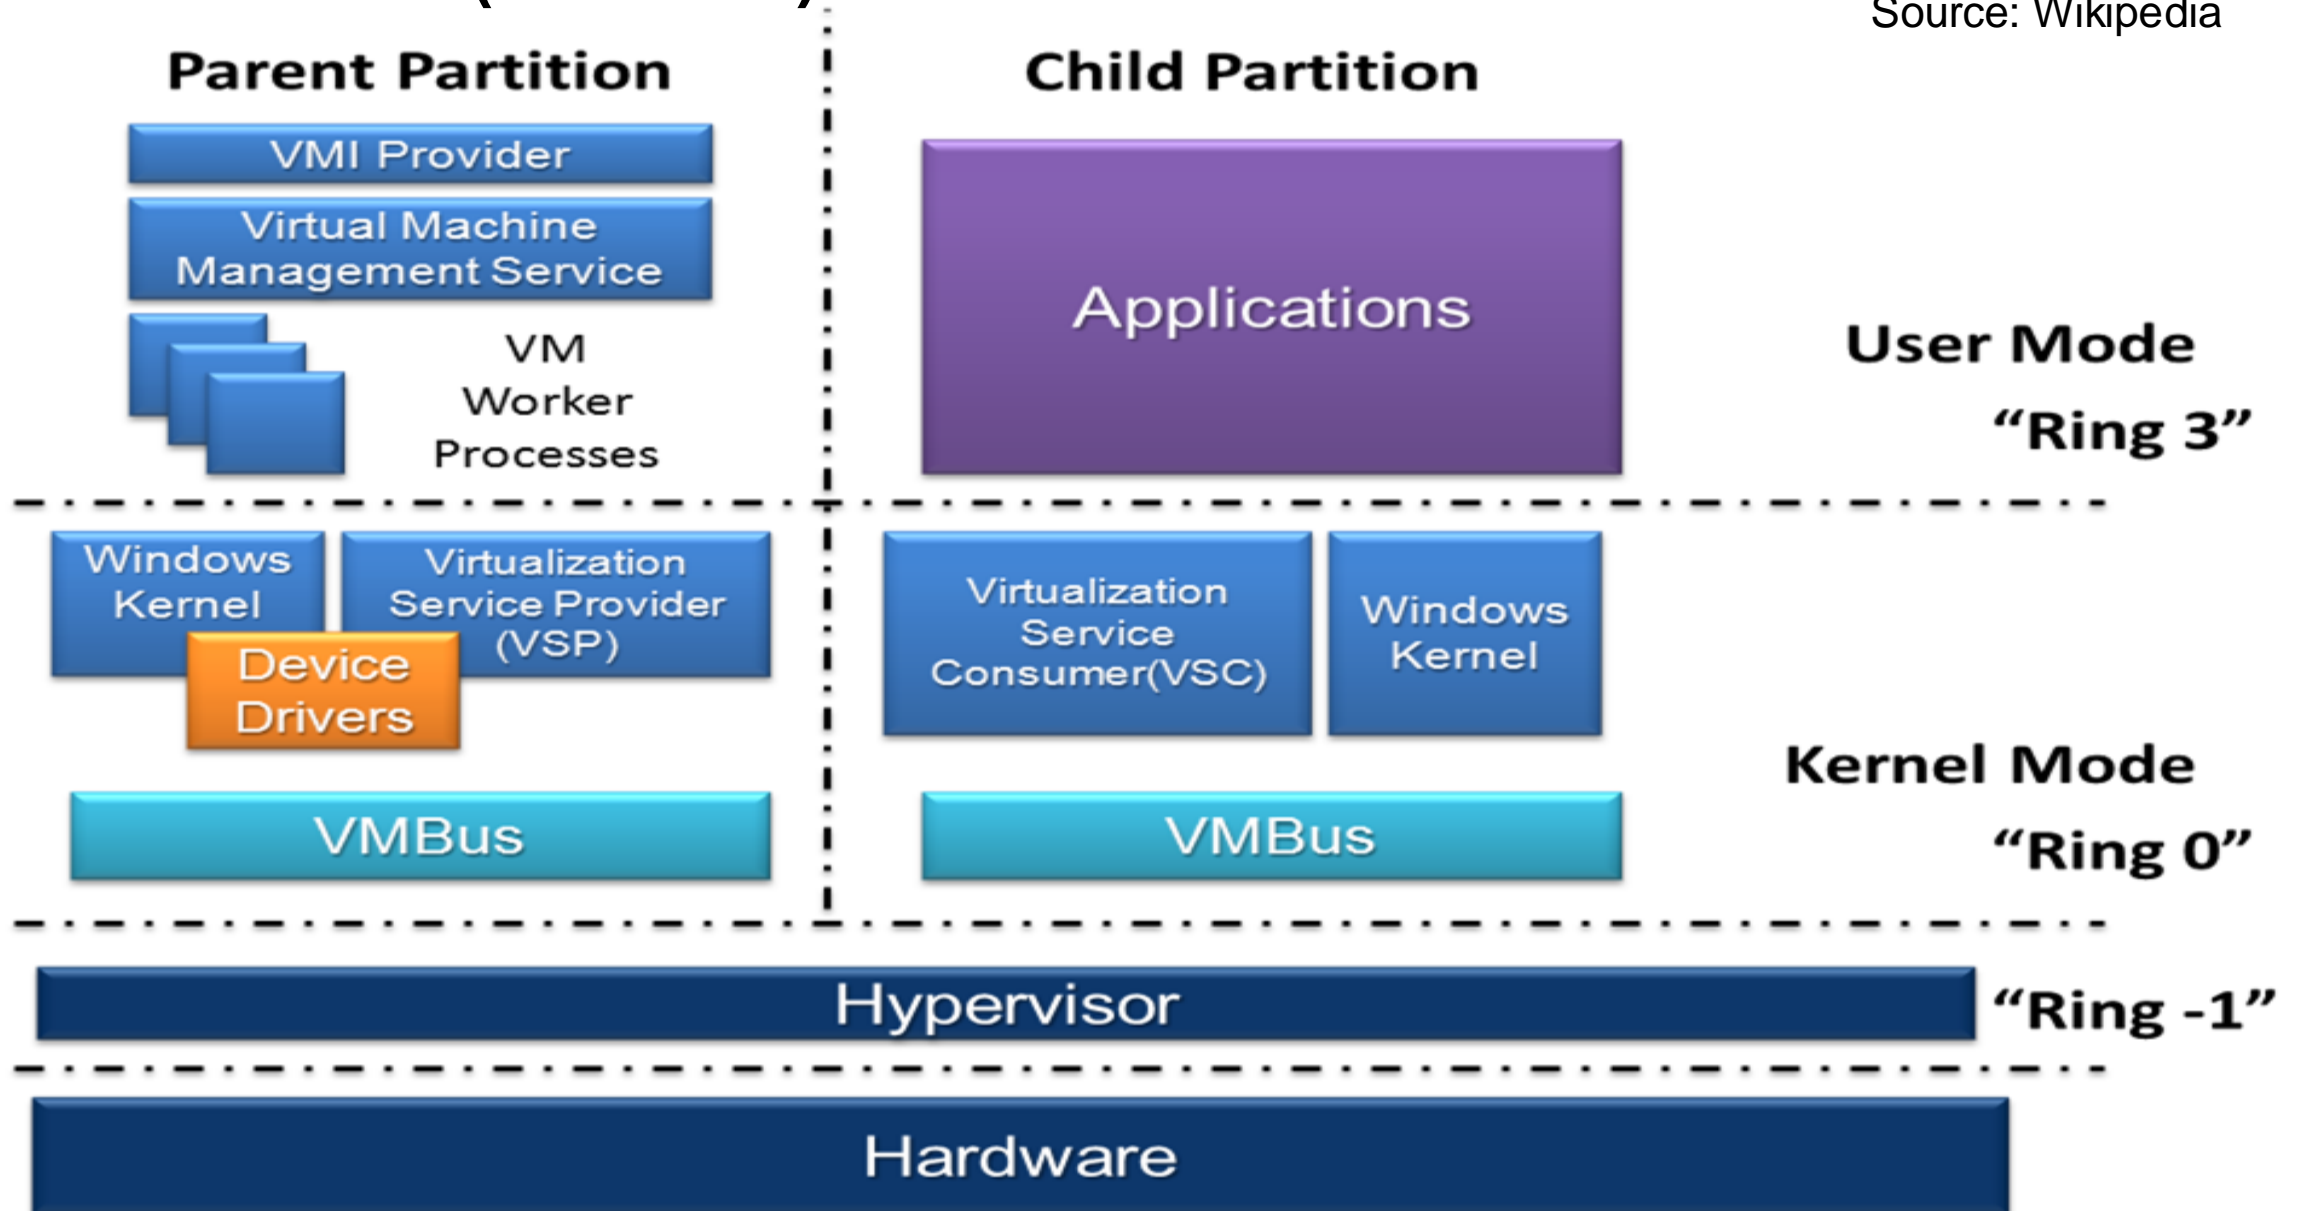 Source: Wikipedia
Parent Partition
Child Partition
VMI Provider
Virtual Machine
Management Service
VM
Worker
Processes
Applications
User Mode
“Ring 3”
Windows
Kernel
Virtualization
Service Provider
(VSP)
Device
Drivers
Virtualization
Service
Consumer(VSC)
Windows
Kernel
Kernel Mode
“Ring 0”
VMBus
VMBus
Hypervisor
“Ring -1”
Hardware